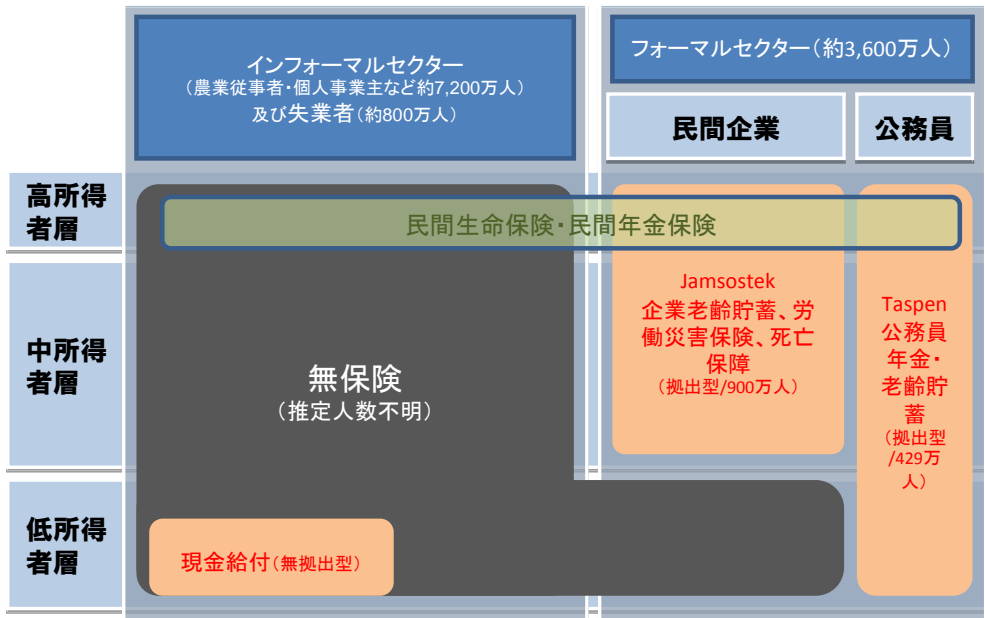 インフォーマルセクター
（農業従事者・個人事業主など約7,200万人）
及び失業者（約800万人）
フォーマルセクター（約3,600万人）
民間企業
公務員
高所得
者層
民間生命保険・民間年金保険
中所得
者層
無保険
（推定人数不明）
Jamsostek
企業老齢貯蓄、労
働災害保険、死亡
保障
（拠出型/900万人）
Taspen
公務員
年金・
老齢貯
蓄
（拠出型
/429万
人）
低所得
者層
現金給付（無拠出型）